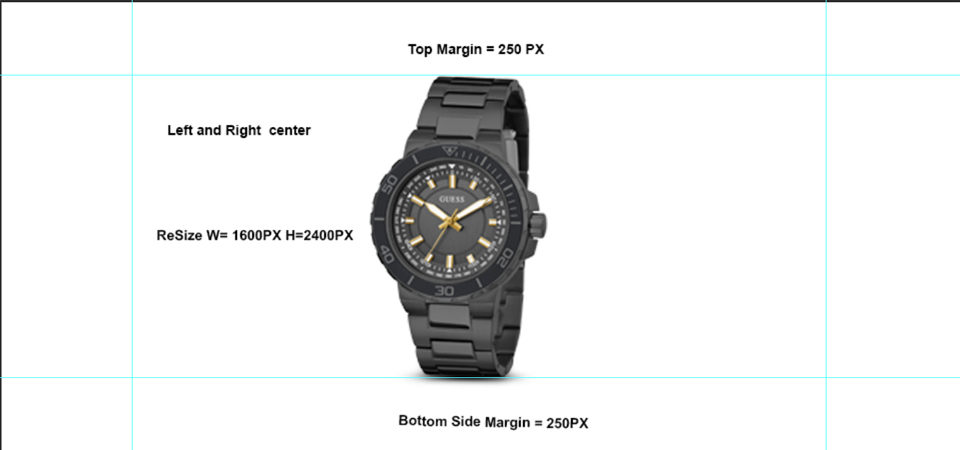 Top Margin = 250 PX
Left and Right center
50
GUESS
ReSize W= 1600PX H=2400PX
40
20
30
Bottom Side Margin = 250PX